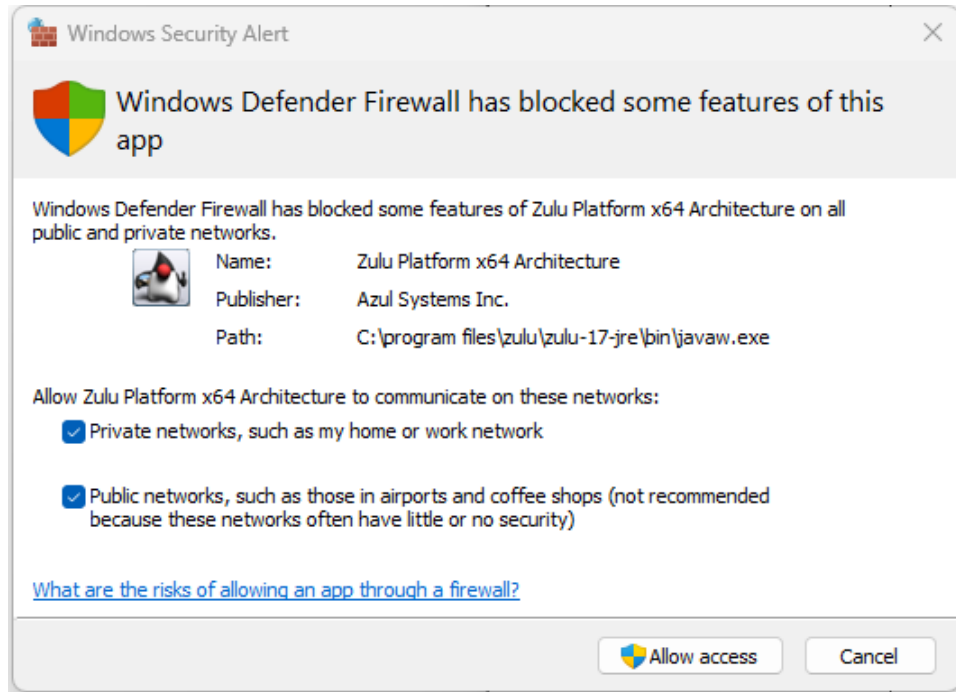 Windows Security Alert
Windows Defender Firewall has blocked some features of this
app
Windows Defender Firewall has blocked some features of Zulu Platform x64 Architecture on all
public and private networks.
Name: Zulu Platform x64 Architecture
Publisher: Azul Systems Inc.
Path: C:\program files\zulu\zulu-17-jre\bin\javaw.exe
Allow Zulu Platform x64 Architecture to communicate on these networks:
Private networks, such as my home or work network
Public networks, such as those in airports and coffee shops (not recommended
because these networks often have little or no security)
What are the risks of allowing an app through a firewall?
Allow access Cancel